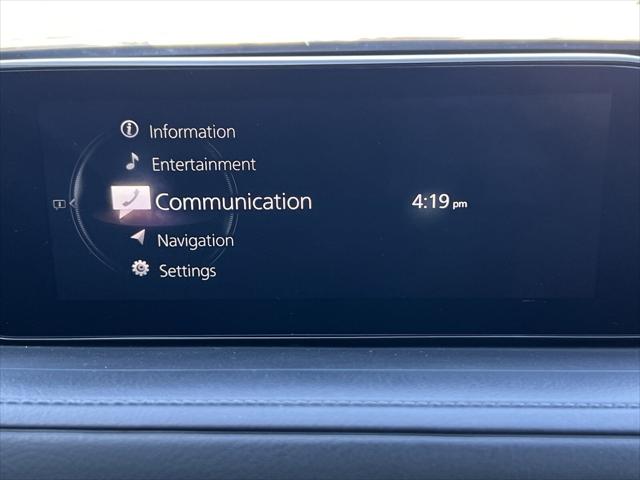 Information
Entertainment
Communication
4:19 pm
Navigation
Settings